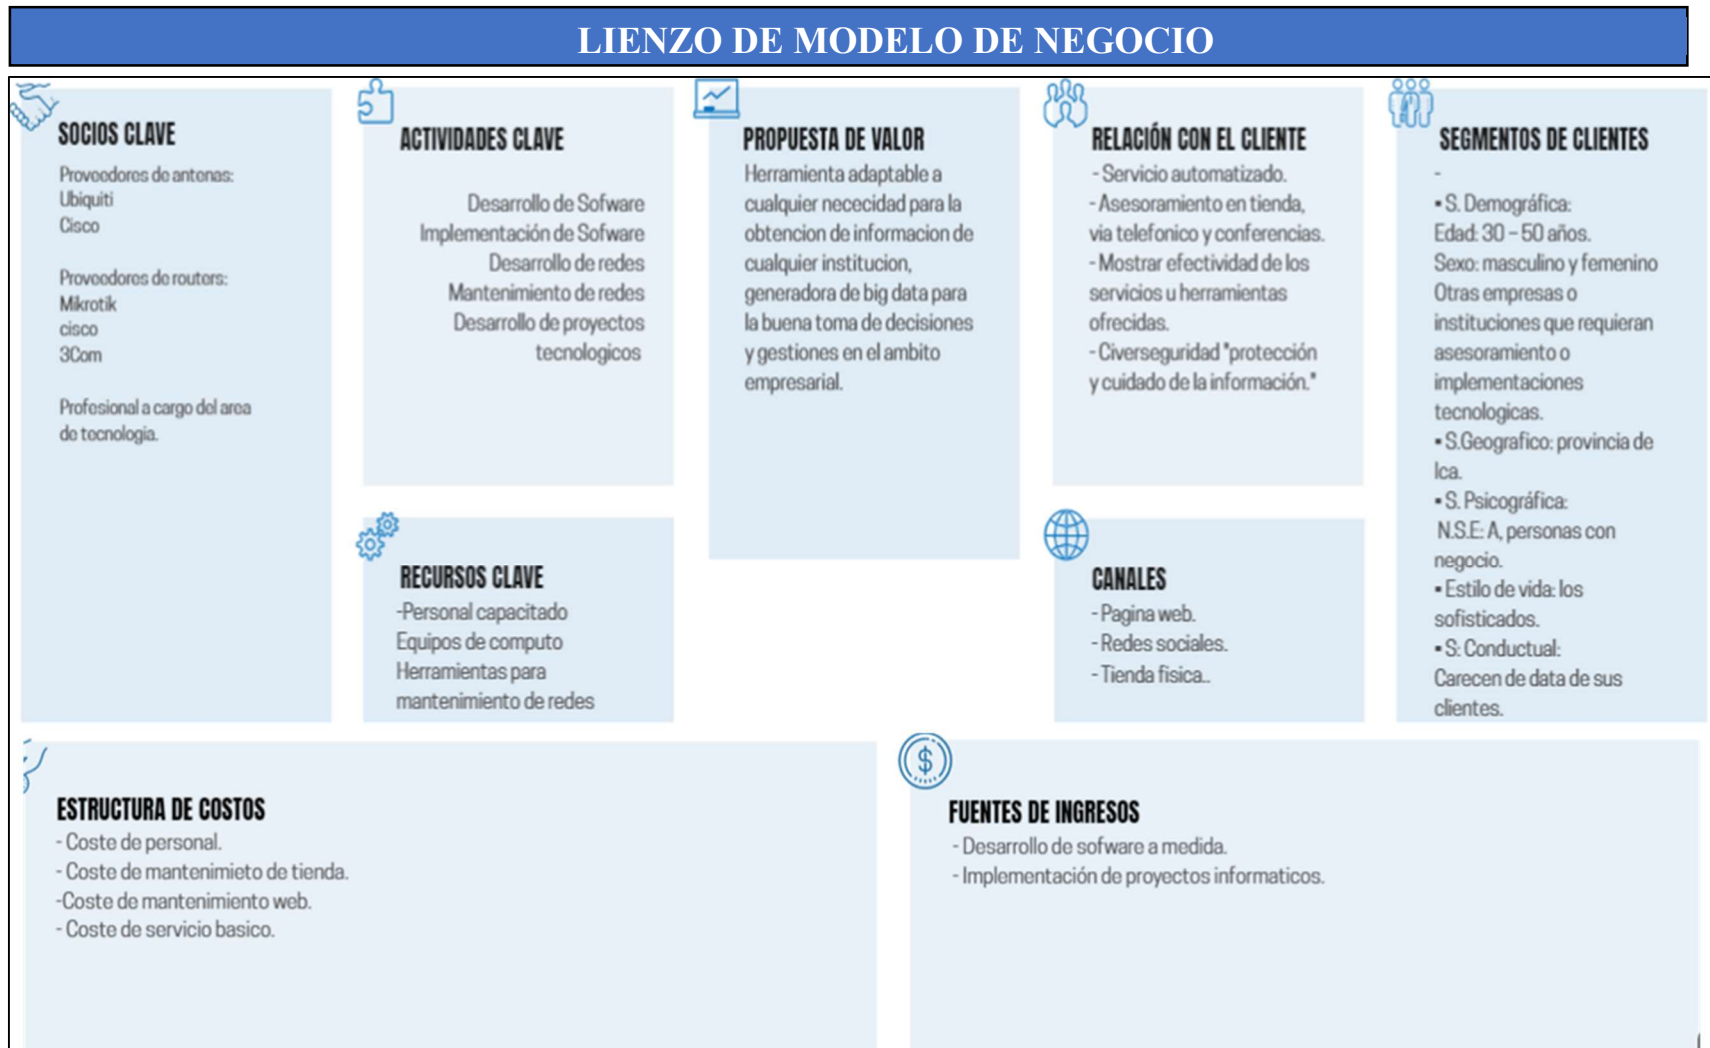 LIENZO DE MODELO DE NEGOCIO
SOCIOS CLAVE
Proveedores de antenas:
Ubiquiti
Cisco
Proveedores de routers:
Mikrotik
cisco
3Com
Profesional a cargo del area
de tecnologia.
ACTIVIDADES CLAVE
Desarrollo de Sofware
Implementación de Sofware
Desarrollo de redes
Mantenimiento de redes
Desarrollo de proyectos
tecnologicos
RECURSOS CLAVE
-Personal capacitado
Equipos de computo
Herramientas para
mantenimiento de redes
PROPUESTA DE VALOR
Herramienta adaptable a
cualquier nececidad para la
obtencion de informacion de
cualquier institucion,
generadora de big data para
la buena toma de decisiones
y gestiones en el ambito
empresarial.
RELACIÓN CON EL CLIENTE
- Servicio automatizado.
- Asesoramiento en tienda,
via telefonico y conferencias.
- Mostrar efectividad de los
servicios u herramientas
ofrecidas.
- Civerseguridad "protección
y cuidado de la información."
CANALES
- Pagina web.
- Redes sociales.
- Tienda fisica..
SEGMENTOS DE CLIENTES
-
▪ S. Demográfica:
Edad: 30 – 50 años.
Sexo: masculino y femenino
Otras empresas o
instituciones que requieran
asesoramiento o
implementaciones
tecnologicas.
▪ S.Geografico: provincia de
Ica.
▪ S. Psicográfica:
N.S.E: A, personas con
negocio.
▪ Estilo de vida: los
sofisticados.
▪ S: Conductual:
Carecen de data de sus
clientes.
ESTRUCTURA DE COSTOS
- Coste de personal.
- Coste de mantenimieto de tienda.
-Coste de mantenimiento web.
- Coste de servicio basico.
FUENTES DE INGRESOS
- Desarrollo de sofware a medida.
- Implementación de proyectos informaticos.